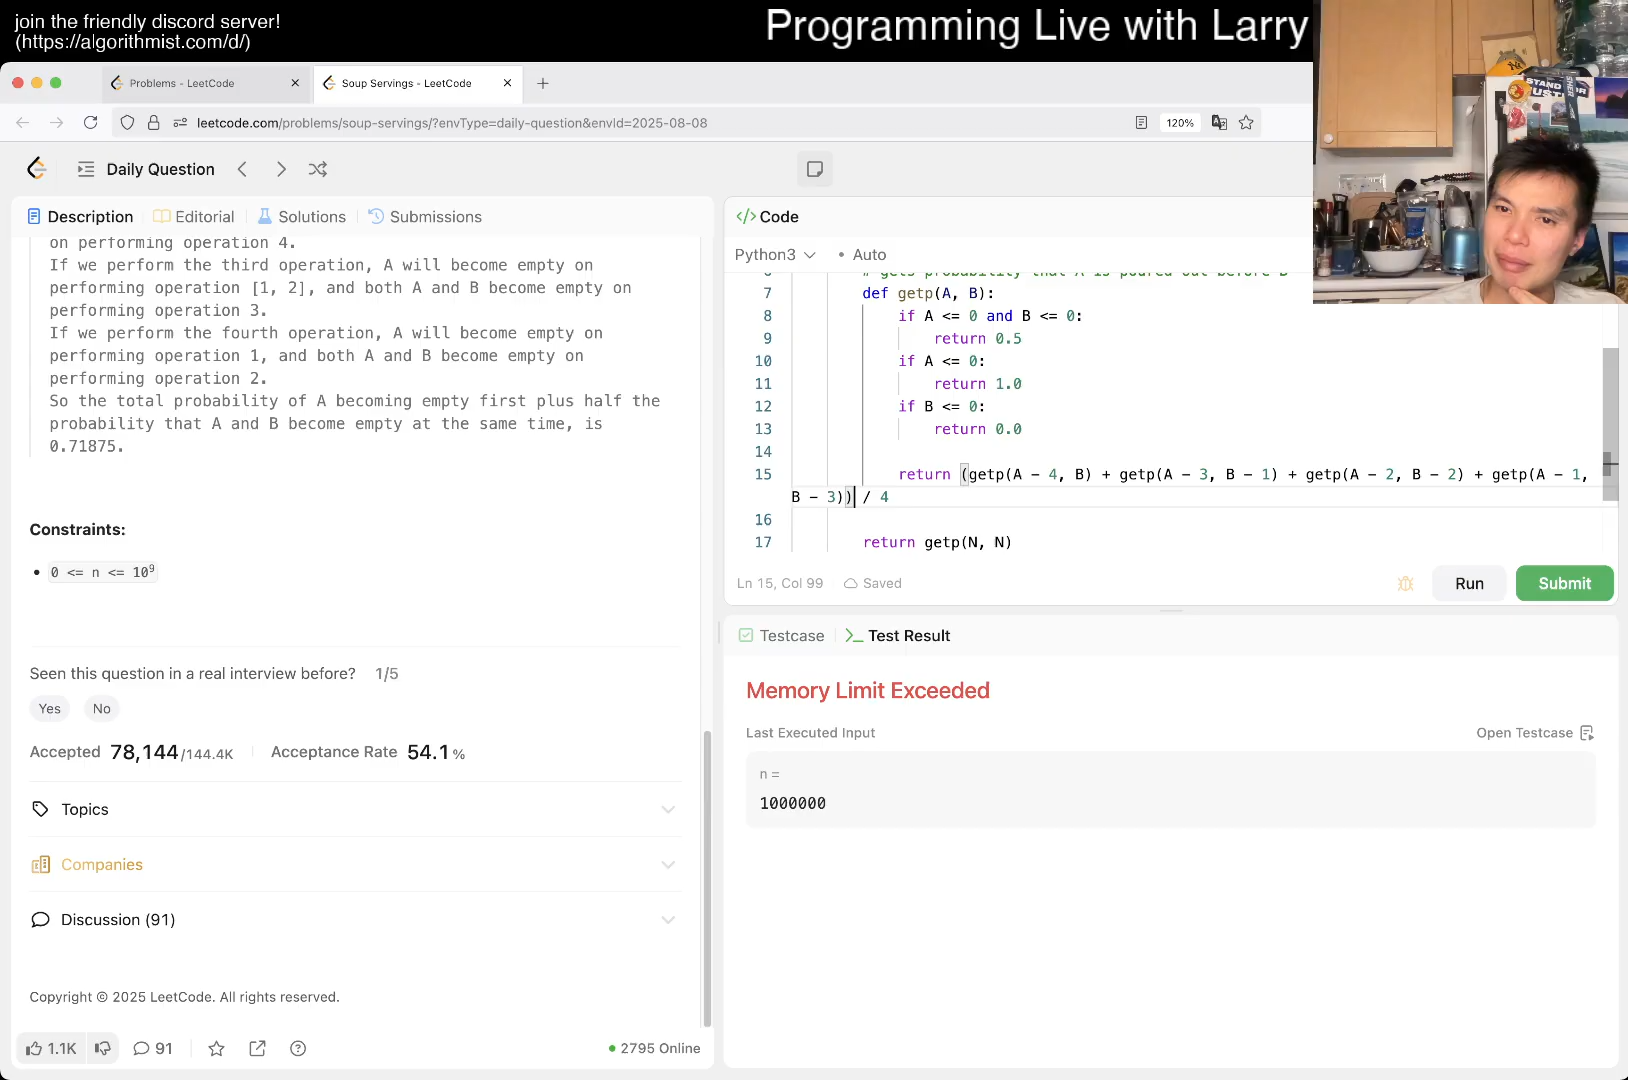 join the friendly discord server!
(https://algorithmist.com/d/)
Programming Live with Larry
Problems - LeetCode
Soup Servings - LeetCode
leetcode.com/problems/soup-servings/?envType=daily-question&envId=2025-08-08
120%
Daily Question
Description
Editorial
Solutions
Submissions
on performing operation 4.
If we perform the third operation, A will become empty on
performing operation [1, 2], and both A and B become empty on
performing operation 3.
If we perform the fourth operation, A will become empty on
performing operation 1, and both A and B become empty on
performing operation 2.
So the total probability of A becoming empty first plus half the
probability that A and B become empty at the same time, is
0.71875.
Constraints:
• 0 <= n <= 10⁹
Seen this question in a real interview before? 1/5
Yes No
Accepted 78,144/144.4K Acceptance Rate 54.1 %
Topics
Companies
Discussion (91)
Copyright © 2025 LeetCode. All rights reserved.
1.1K 91
• 2795 Online
</> Code
Python3 • Auto
7 def getp(A, B):
8 if A <= 0 and B <= 0:
9 return 0.5
10 if A <= 0:
11 return 1.0
12 if B <= 0:
13 return 0.0
14
15 return (getp(A - 4, B) + getp(A - 3, B - 1) + getp(A - 2, B - 2) + getp(A - 1,
B - 3)) / 4
16
17 return getp(N, N)
Ln 15, Col 99 Saved
Run Submit
Testcase
Test Result
Memory Limit Exceeded
Last Executed Input
Open Testcase
n =
1000000